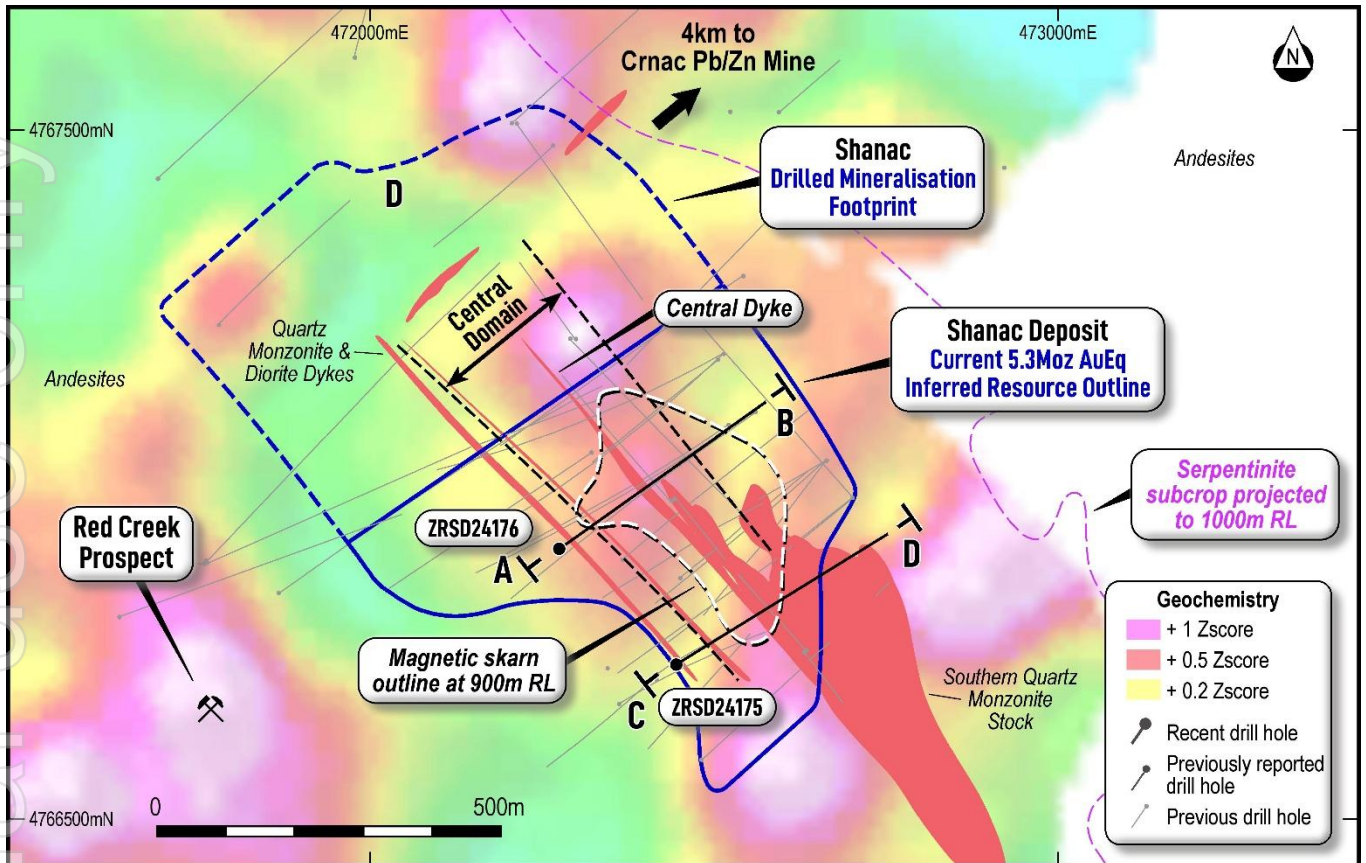 472000mE
473000mE
4km to
Crnac Pb/Zn Mine
N
4767500mN
Andesites
Shanac
Drilled Mineralisation
Footprint
D
Central
Domain
Central Dyke
Quartz
Monzonite &
Diorite Dykes
Andesites
Shanac Deposit
Current 5.3Moz AuEq
Inferred Resource Outline
B
Serpentinite
subcrop projected
to 1000m RL
Red Creek
Prospect
ZRSD24176
A
D
Magnetic skarn
outline at 900m RL
C
ZRSD24175
Southern Quartz
Monzonite
Stock
Geochemistry
+ 1 Zscore
+ 0.5 Zscore
+ 0.2 Zscore
Recent drill hole
Previously reported
drill hole
Previous drill hole
0
500m
4766500mN